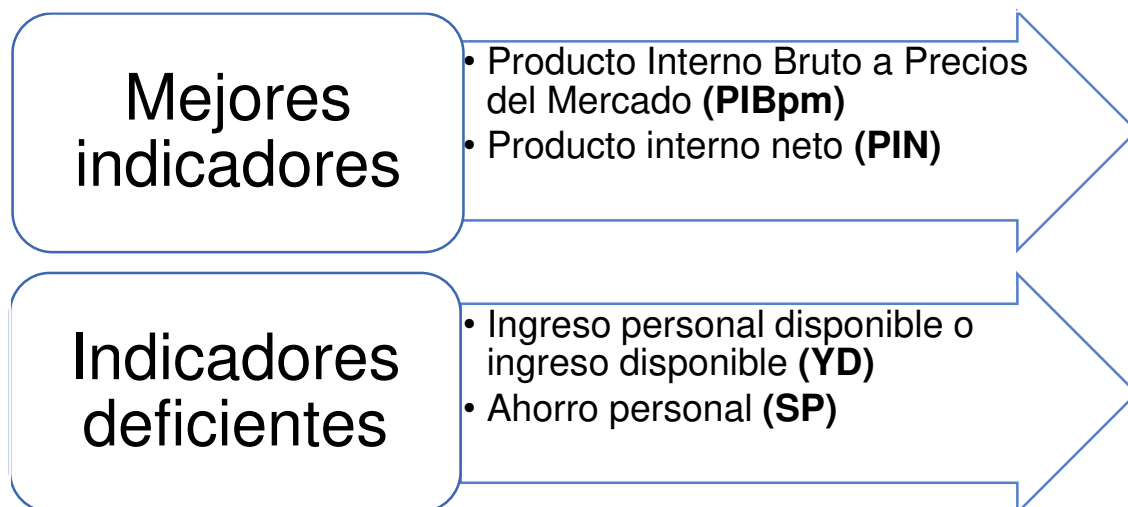 Mejores
indicadores
• Producto Interno Bruto a Precios
del Mercado (PIBpm)
• Producto interno neto (PIN)
Indicadores
deficientes
• Ingreso personal disponible o
ingreso disponible (YD)
• Ahorro personal (SP)